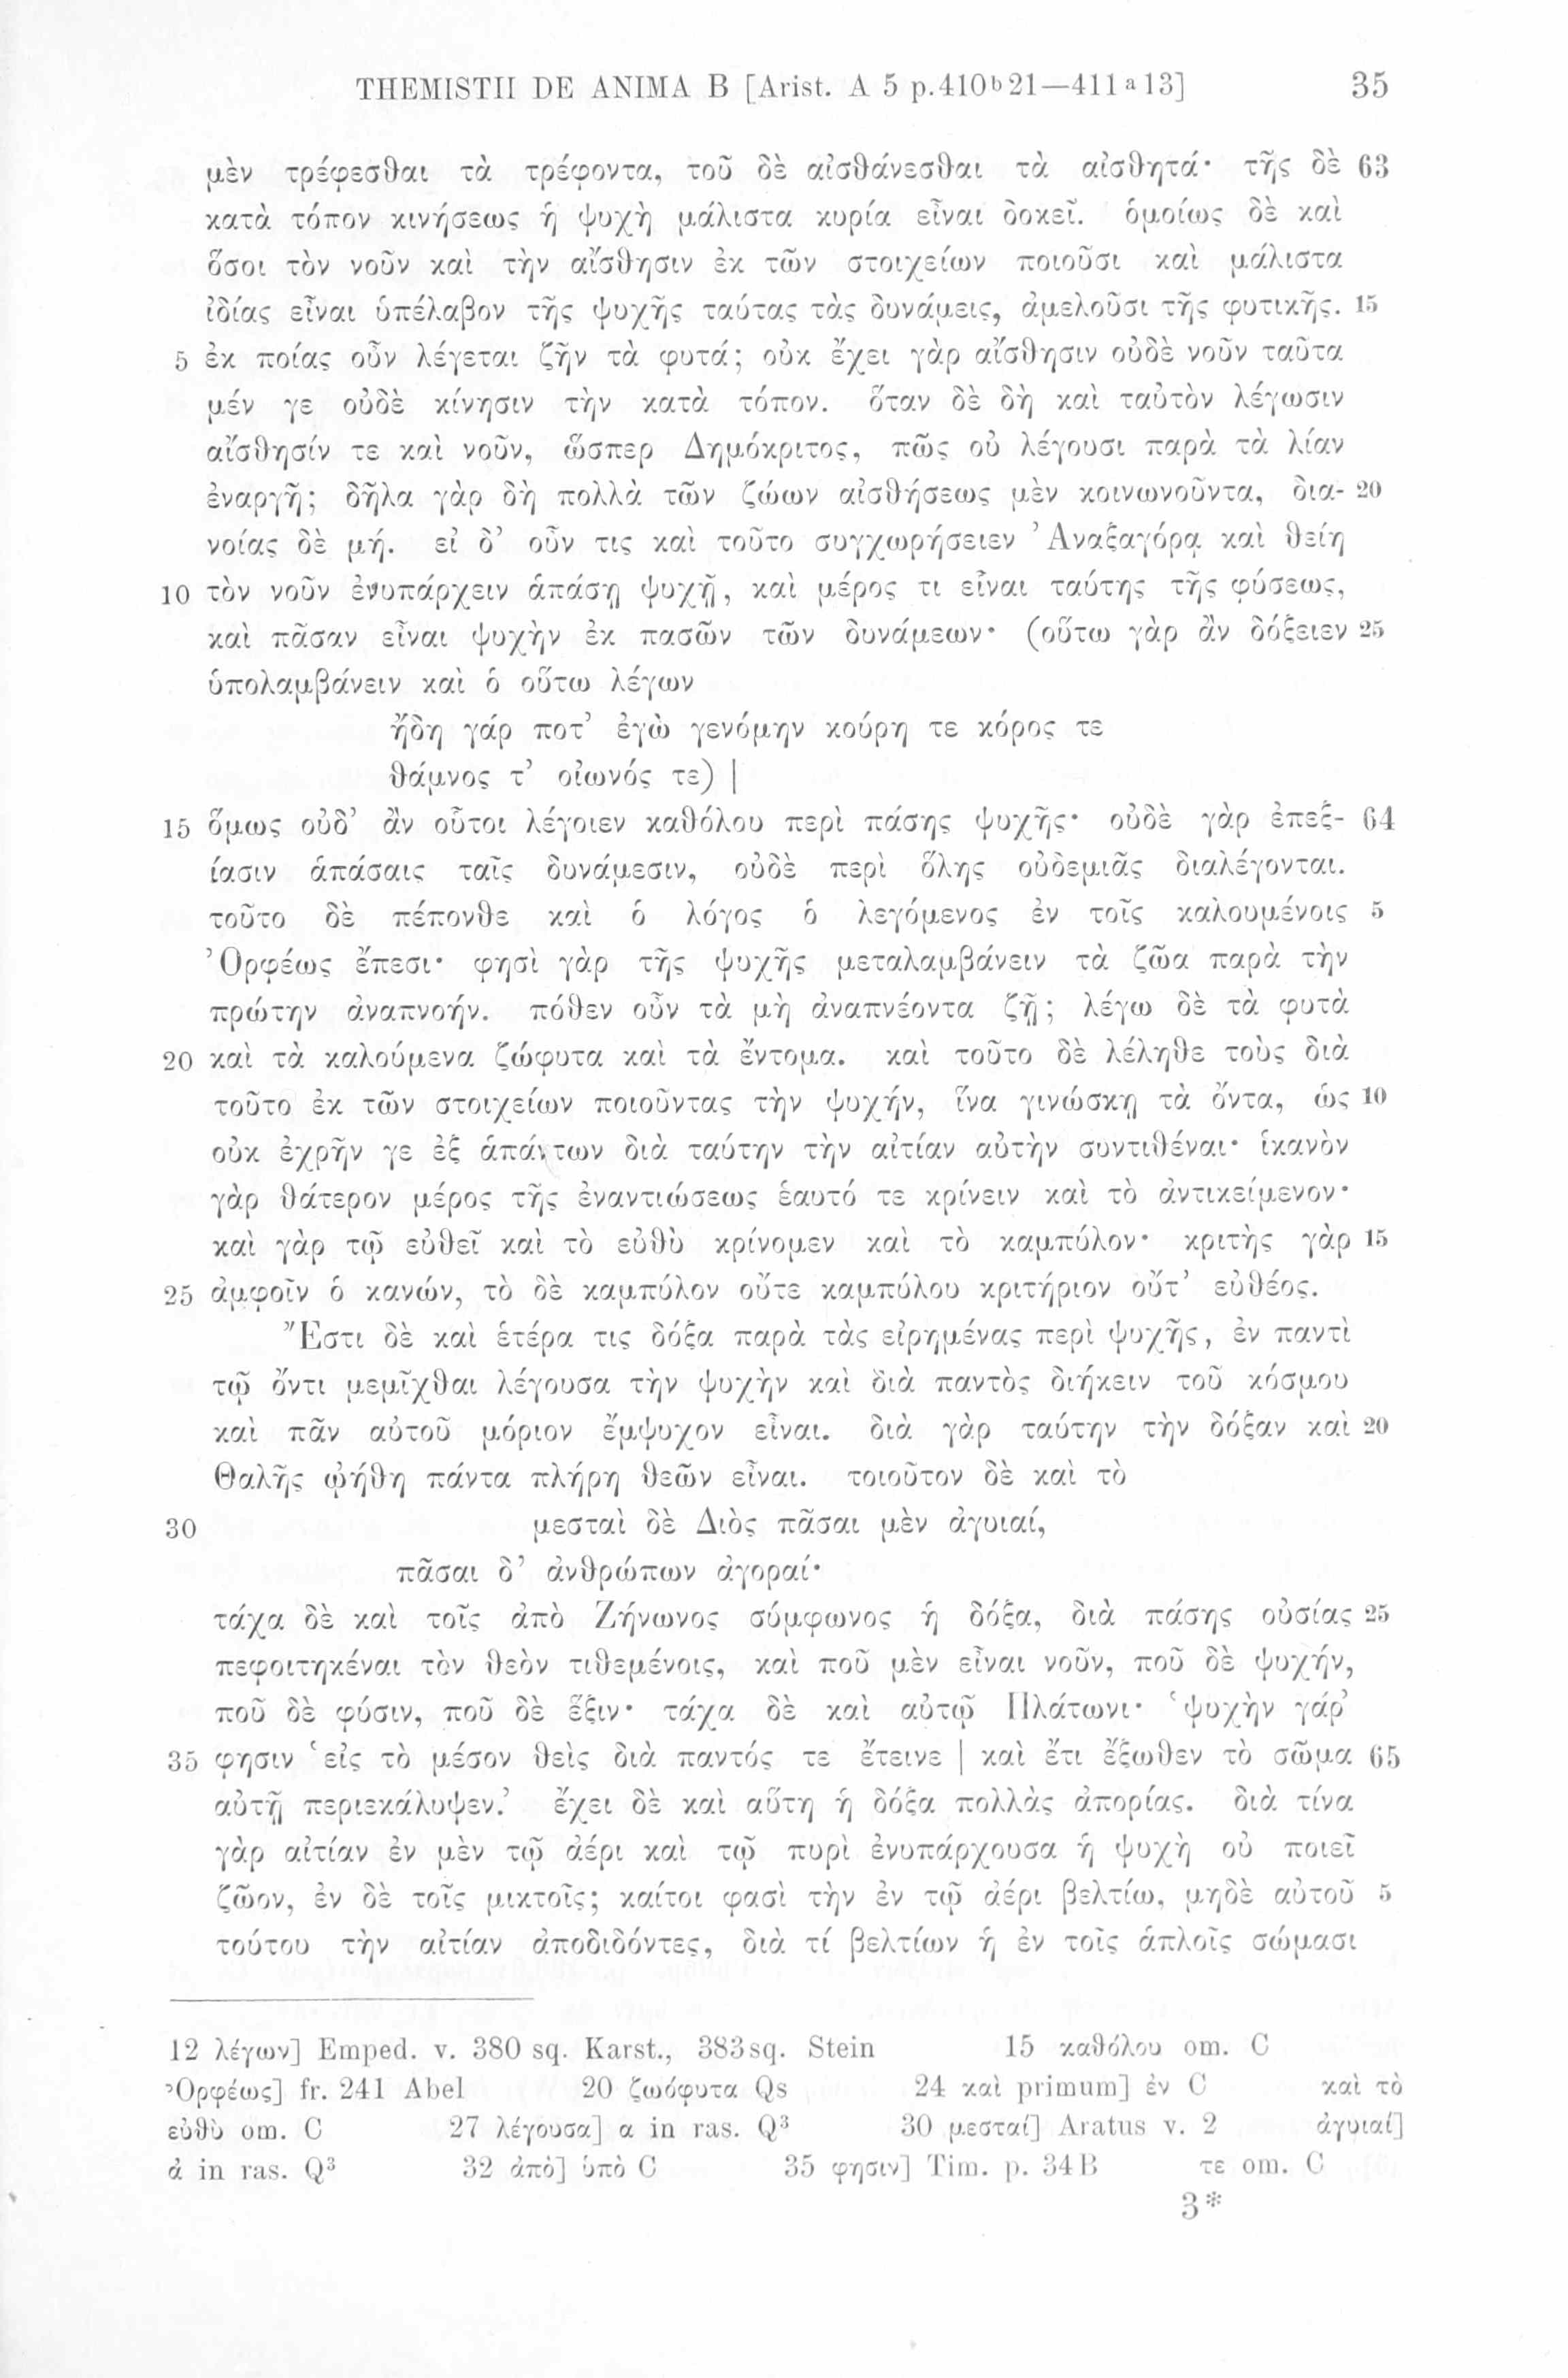 THEMISTII DE ANIMA B [Arist. A 5 p.410b21—411a13] 35
μὲν τρέφεσθαι τὰ τρέφοντα, τοῦ δὲ αἰσθάνεσθαι τὰ αἰσθητά· τῆς δὲ 63
κατὰ τόπον κινήσεως ἡ ψυχὴ μάλιστα κυρία εἶναι δοκεῖ. ὁμοίως δὲ καὶ
ὅσοι τὸν νοῦν καὶ τὴν αἴσθησιν ἐκ τῶν στοιχείων ποιοῦσι καὶ μάλιστα
ἰδίας εἶναι ὑπέλαβον τῆς ψυχῆς ταύτας τὰς δυνάμεις, ἀμελοῦσι τῆς φυτικῆς. 15
5 ἐκ ποίας οὖν λέγεται ζῆν τὰ φυτά; οὐκ ἔχει γὰρ αἴσθησιν οὐδὲ νοῦν ταῦτα
μέν γε οὐδὲ κίνησιν τὴν κατὰ τόπον. ὅταν δὲ δὴ καὶ ταὐτὸν λέγωσιν
αἴσθησίν τε καὶ νοῦν, ὥσπερ Δημόκριτος, πῶς οὐ λέγουσι παρὰ τὰ λίαν
ἐναργῆ; δῆλα γὰρ δὴ πολλὰ τῶν ζώων αἰσθήσεως μὲν κοινωνοῦντα, δια- 20
νοίας δὲ μή. εἰ δ’ οὖν τις καὶ τοῦτο συγχωρήσειεν Ἀναξαγόρᾳ καὶ θείη
10 τὸν νοῦν ἐνυπάρχειν ἁπάσῃ ψυχῇ, καὶ μέρος τι εἶναι ταύτης τῆς φύσεως,
καὶ πᾶσαν εἶναι ψυχὴν ἐκ πασῶν τῶν δυνάμεων· (οὕτω γὰρ ἂν δόξειεν 25
ὑπολαμβάνειν καὶ ὁ οὕτω λέγων
ἤδη γάρ ποτ’ ἐγὼ γενόμην κούρη τε κόρος τε
θάμνος τ’ οἰωνός τε) |
15 ὅμως οὐδ’ ἂν οὗτοι λέγοιεν καθόλου περὶ πάσης ψυχῆς· οὐδὲ γὰρ ἐπεξ- 64
ίασιν ἁπάσαις ταῖς δυνάμεσιν, οὐδὲ περὶ ὅλης οὐδεμιᾶς διαλέγονται.
τοῦτο δὲ πέπονθε καὶ ὁ λόγος ὁ λεγόμενος ἐν τοῖς καλουμένοις 5
Ὀρφέως ἔπεσι· φησὶ γὰρ τῆς ψυχῆς μεταλαμβάνειν τὰ ζῶα παρὰ τὴν
πρώτην ἀναπνοήν. πόθεν οὖν τὰ μὴ ἀναπνέοντα ζῇ; λέγω δὲ τὰ φυτὰ
20 καὶ τὰ καλούμενα ζώφυτα καὶ τὰ ἔντομα. καὶ τοῦτο δὲ λέληθε τοὺς διὰ
τοῦτο ἐκ τῶν στοιχείων ποιοῦντας τὴν ψυχήν, ἵνα γινώσκῃ τὰ ὄντα, ὡς 10
οὐκ ἐχρῆν γε ἐξ ἁπάντων διὰ ταύτην τὴν αἰτίαν αὐτὴν συντιθέναι· ἱκανὸν
γὰρ θάτερον μέρος τῆς ἐναντιώσεως ἑαυτό τε κρίνειν καὶ τὸ ἀντικείμενον·
καὶ γὰρ τῷ εὐθεῖ καὶ τὸ εὐθὺ κρίνομεν καὶ τὸ καμπύλον· κριτὴς γὰρ 15
25 ἀμφοῖν ὁ κανών, τὸ δὲ καμπύλον οὔτε καμπύλου κριτήριον οὔτ’ εὐθέος.
Ἔστι δὲ καὶ ἑτέρα τις δόξα παρὰ τὰς εἰρημένας περὶ ψυχῆς, ἐν παντὶ
τῷ ὄντι μεμῖχθαι λέγουσα τὴν ψυχὴν καὶ διὰ παντὸς διήκειν τοῦ κόσμου
καὶ πᾶν αὐτοῦ μόριον ἔμψυχον εἶναι. διὰ γὰρ ταύτην τὴν δόξαν καὶ 20
Θαλῆς ᾠήθη πάντα πλήρη θεῶν εἶναι. τοιοῦτον δὲ καὶ τὸ
30 μεσταὶ δὲ Διὸς πᾶσαι μὲν ἀγυιαί,
πᾶσαι δ’ ἀνθρώπων ἀγοραί·
τάχα δὲ καὶ τοῖς ἀπὸ Ζήνωνος σύμφωνος ἡ δόξα, διὰ πάσης οὐσίας 25
πεφοιτηκέναι τὸν θεὸν τιθεμένοις, καὶ ποῦ μὲν εἶναι νοῦν, ποῦ δὲ ψυχήν,
ποῦ δὲ φύσιν, ποῦ δὲ ἕξιν· τάχα δὲ καὶ αὐτῷ Πλάτωνι· ‘ψυχὴν γάρ’
35 φησιν ‘εἰς τὸ μέσον θεὶς διὰ παντός τε ἔτεινε | καὶ ἔτι ἔξωθεν τὸ σῶμα 65
αὐτῇ περιεκάλυψεν.’ ἔχει δὲ καὶ αὕτη ἡ δόξα πολλὰς ἀπορίας. διὰ τίνα
γὰρ αἰτίαν ἐν μὲν τῷ ἀέρι καὶ τῷ πυρὶ ἐνυπάρχουσα ἡ ψυχὴ οὐ ποιεῖ
ζῶον, ἐν δὲ τοῖς μικτοῖς; καίτοι φασὶ τὴν ἐν τῷ ἀέρι βελτίω, μηδὲ αὐτοῦ 5
τούτου τὴν αἰτίαν ἀποδιδόντες, διὰ τί βελτίων ἡ ἐν τοῖς ἁπλοῖς σώμασι
12 λέγων] Emped. v. 380 sq. Karst., 383sq. Stein 15 καθόλου om. C
Ὀρφέως] fr. 241 Abel 20 ζωόφυτα Qs 24 καὶ primum] ἐν C καὶ τὸ
εὐθὺ om. C 27 λέγουσα] α in ras. Q³ 30 μεσταί] Aratus v. 2 ἀγυιαί]
ἀ in ras. Q³ 32 ἀπὸ] ὑπὸ C 35 φησιν] Tim. p. 34B τε om. C
3*